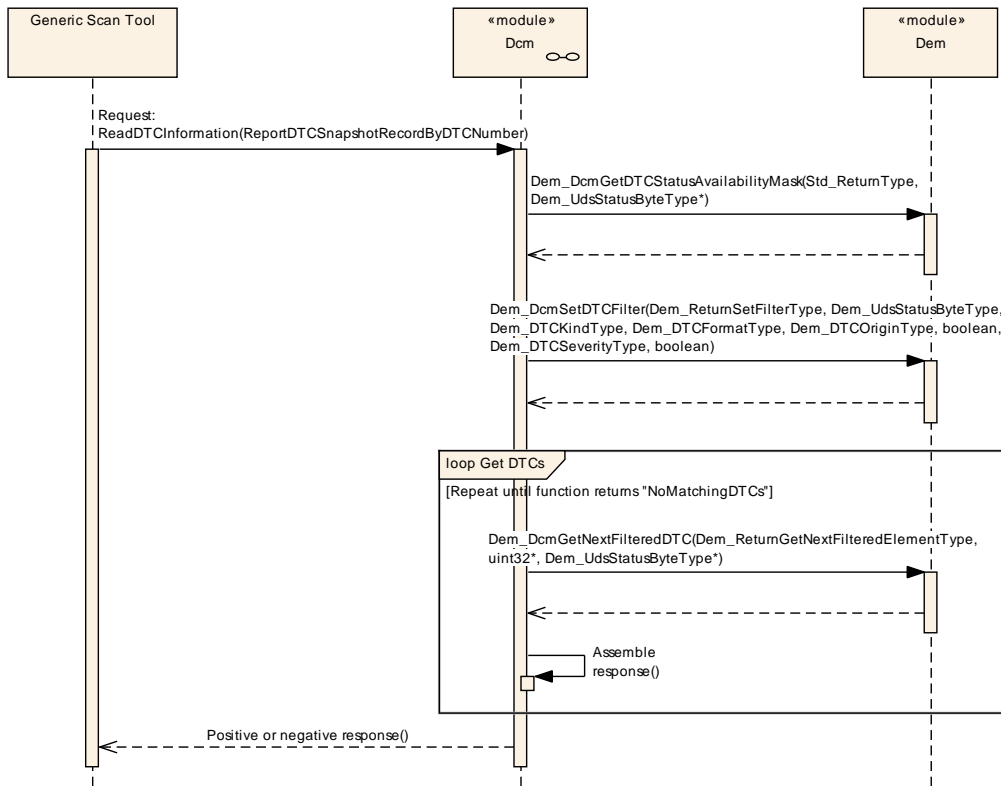 Generic Scan Tool
«module»
Dcm
«module»
Dem
Request:
ReadDTCInformation(ReportDTCSnapshotRecordByDTCNumber)
Dem_DcmGetDTCStatusAvailabilityMask(Std_ReturnType,
Dem_UdsStatusByteType*)
Dem_DcmSetDTCFilter(Dem_ReturnSetFilterType, Dem_UdsStatusByteType,
Dem_DTCKindType, Dem_DTCFormatType, Dem_DTCOriginType, boolean,
Dem_DTCSeverityType, boolean)
loop Get DTCs
[Repeat until function returns "NoMatchingDTCs"]
Dem_DcmGetNextFilteredDTC(Dem_ReturnGetNextFilteredElementType,
uint32*, Dem_UdsStatusByteType*)
Assemble
response()
Positive or negative response()